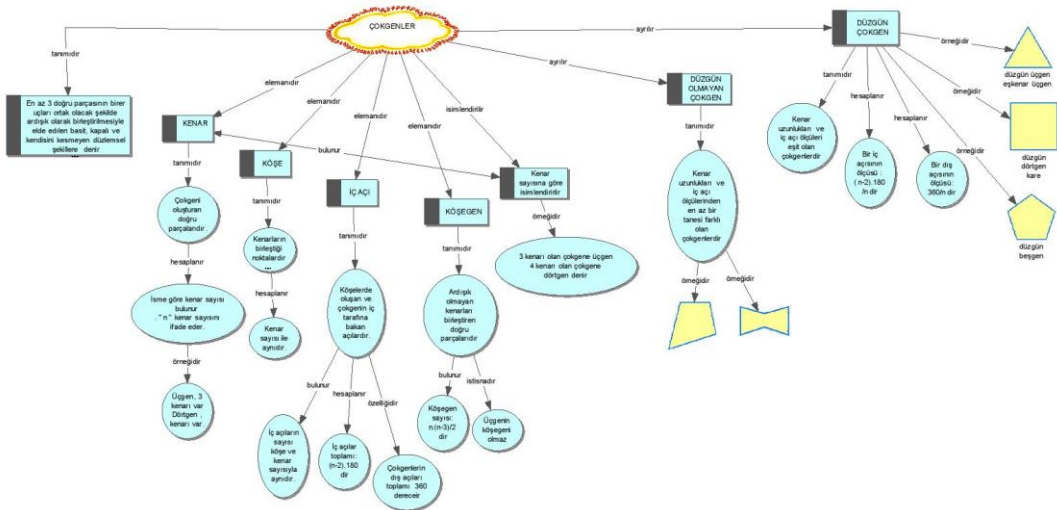 ÇOKGENLER
tanımıdır
En az 3 doğru parçasının birer
uçları ortak olacak şekilde
ardışık olarak birleştirilmesiyle
elde edilen basit, kapalı ve
kendisini kesmeyen düzlemsel
şekillere derir
...
elemanıdır
KENAR
tanımıdır
Çokgeni
oluşturan
doğru
parçalarıdır.
hesaplanır
İsme göre kenar sayısı
bulunur
. " n " kenar sayısını
ifade eder.
örneğidir
Üçgen, 3
kenarı var
Dörtgen ,
kenarı var.
elemanıdır
KÖŞE
tanımıdır
Kenarların
birleştiği
noktalardır
...
hesaplanır
Kenar
sayısı ile
aynıdır.
bulunur
elemanıdır
İÇ AÇI
tanımıdır
Köşelerde
oluşan ve
çokgenin iç
tarafına
bakan
açılardır.
bulunur
İç açıların
sayısı
köşe ve
kenar
sayısıyla
aynıdır.
hesaplanır
İç açılar
toplamı:
(n-2).180
dir
özelliğidir
Çokgenlerin
dış açıları
toplamı 360
dereceir
elemanıdır
KÖŞEGEN
tanımıdır
Ardışık
olmayan
kenarları
birleştiren
doğru
parçalarıdır
bulunur
Köşegen
sayısı:
n.(n-3)/2
dir
istisnadır
Üçgenin
köşegeni
olmaz
isimlendirilir
Kenar
sayısına göre
isimlendiridir
örneğidir
3 kenarı olan çokgene üçgen
4 kenarı olan çokgene
dörtgen denir
ayrılır
DÜZGÜN
OLMAYAN
ÇOKGEN
tanımıdır
Kenar
uzunlukları ve
iç açı
ölçülerinden
en az bir
tanesi farklı
olan
çokgenlerdir
örneğidir
örneğidir
ayrılır
DÜZGÜN
ÇOKGEN
tanımıdır
Kenar
uzunlukları ve
iç açı ölçüleri
eşit olan
çokgenlerdir
hesaplanır
Bir iç
açısının
ölçüsü :
( n-2).180
/n dir
hesaplanır
Bir dış
açısının
ölçüsü:
360/n dir
örneğidir
düzgün üçgen
eşkenar üçgen
örneğidir
düzgün
dörtgen
kare
örneğidir
düzgün
beşgen